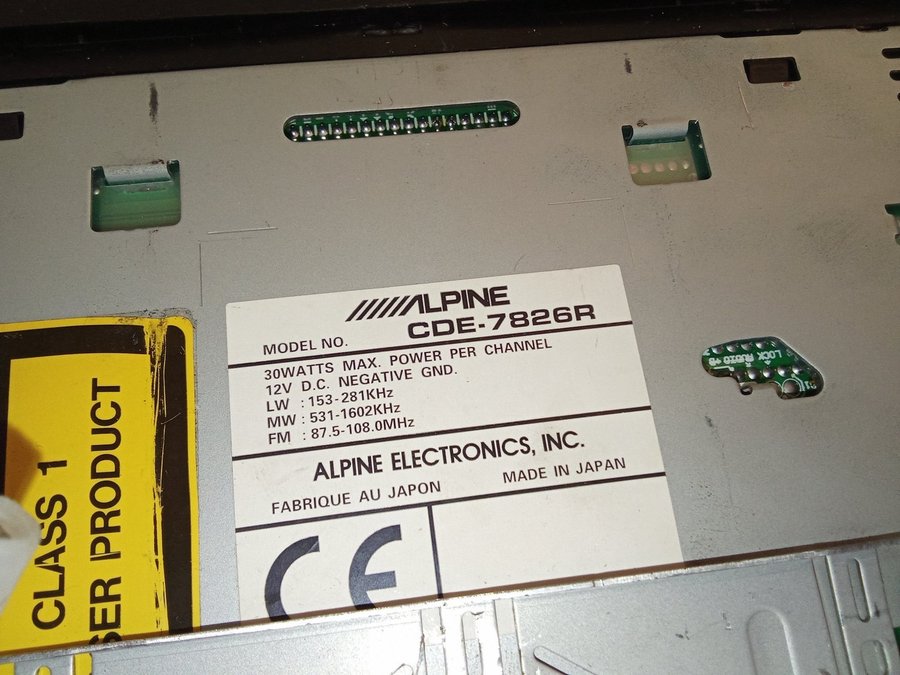 ALPINE
MODEL NO. CDE-7826R
30WATTS MAX. POWER PER CHANNEL
12V D.C. NEGATIVE GND.
LW : 153-281KHz
MW : 531-1602KHz
FM : 87.5-108.0MHz
ALPINE ELECTRONICS, INC.
FABRIQUE AU JAPON MADE IN JAPAN
CE
CLASS 1
SER PRODUCT
LOCK
AUDIO +B